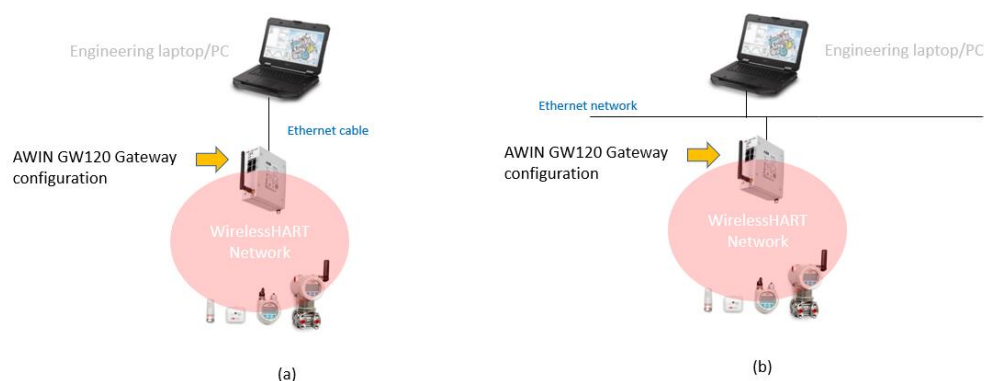 Engineering laptop/PC
Ethernet cable
AWIN GW120 Gateway
configuration
WirelessHART
Network
(a)
Engineering laptop/PC
Ethernet network
AWIN GW120 Gateway
configuration
WirelessHART
Network
(b)